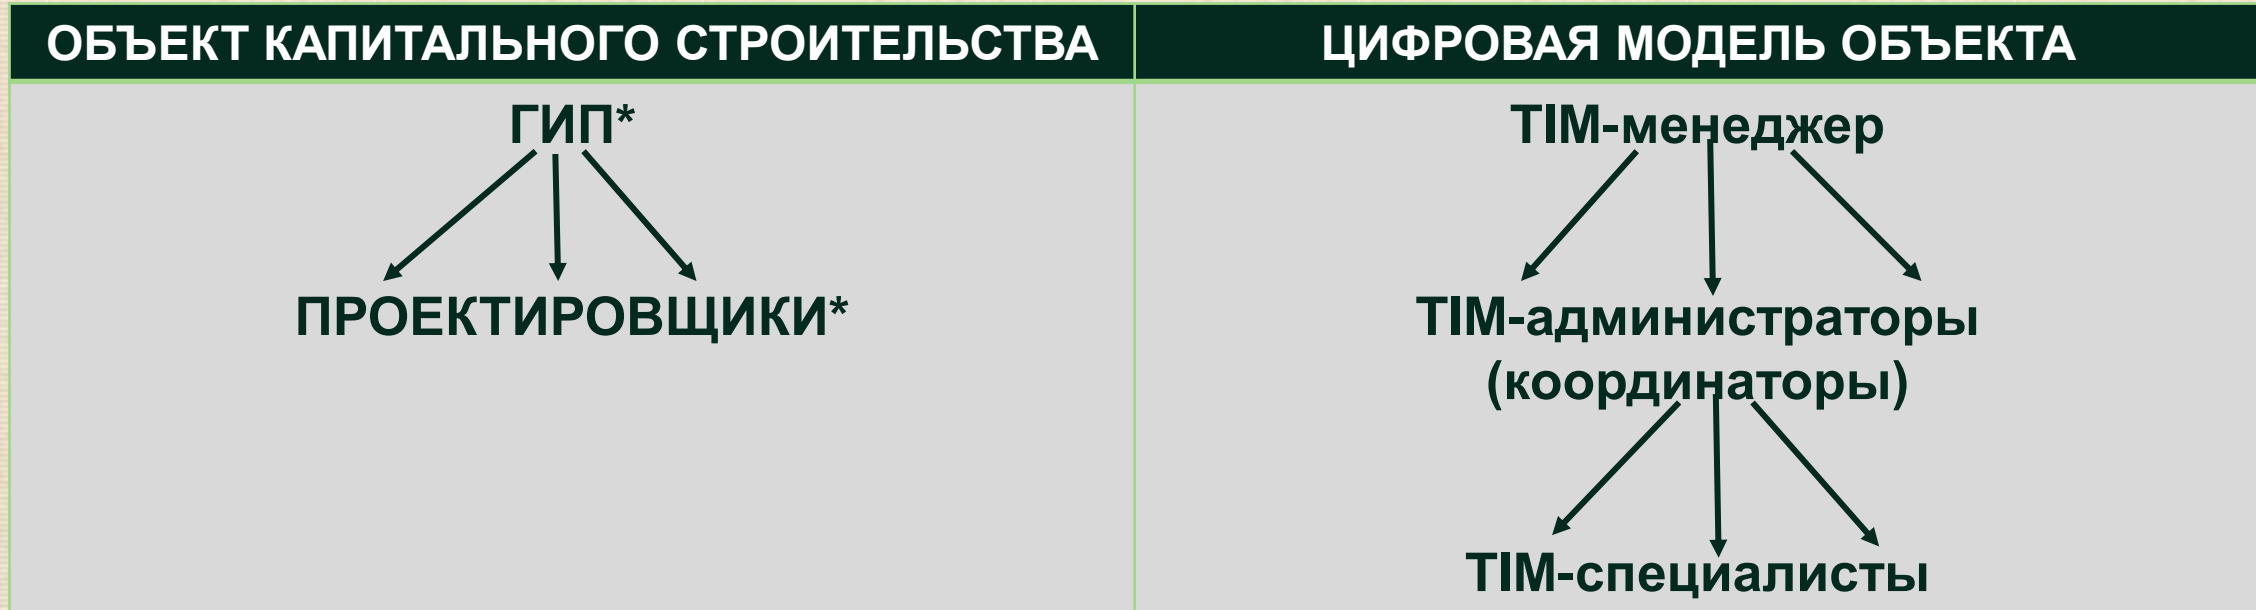 ОБЪЕКТ КАПИТАЛЬНОГО СТРОИТЕЛЬСТВА
ЦИФРОВАЯ МОДЕЛЬ ОБЪЕКТА
ГИП*
ПРОЕКТИРОВЩИКИ*
TIM-менеджер
TIM-администраторы
(координаторы)
TIM-специалисты